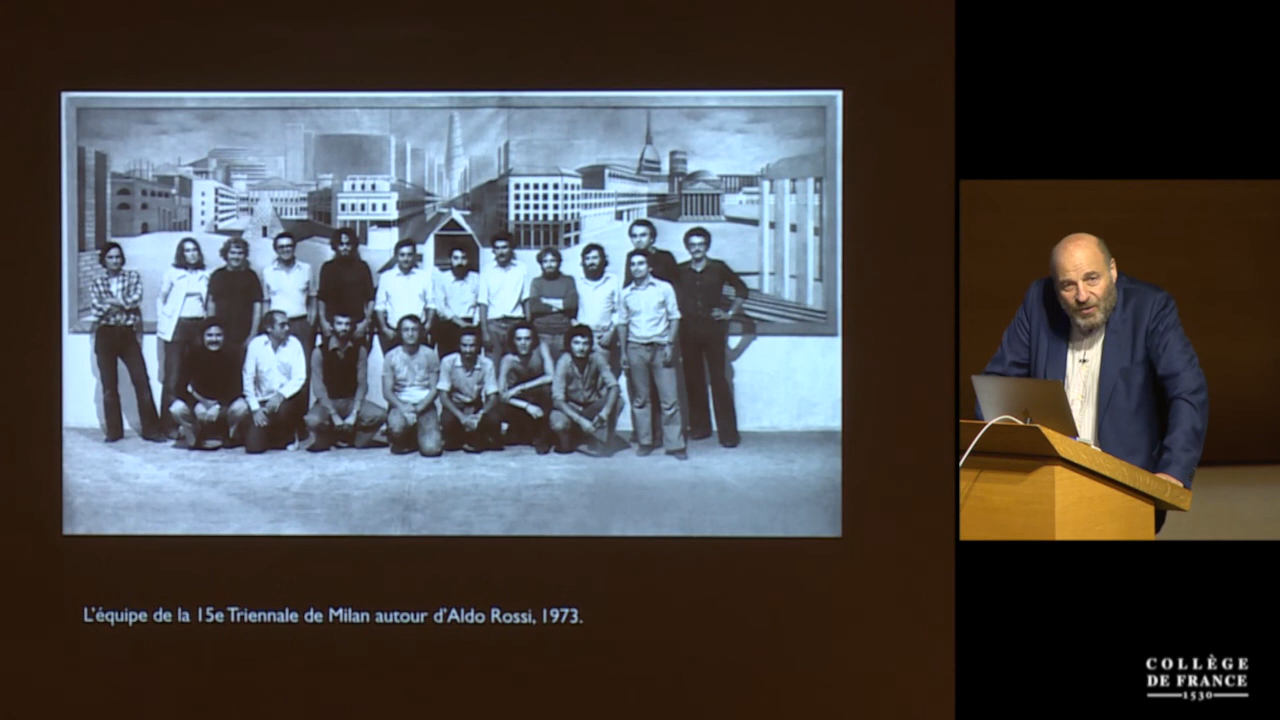 L'équipe de la 15e Triennale de Milan autour d'Aldo Rossi, 1973.
COLLÈGE
DE FRANCE
1530